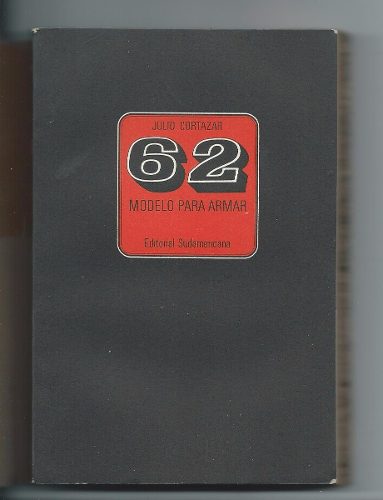 JULIO CORTAZAR
62
MODELO PARA ARMAR
Editorial Sudamericana